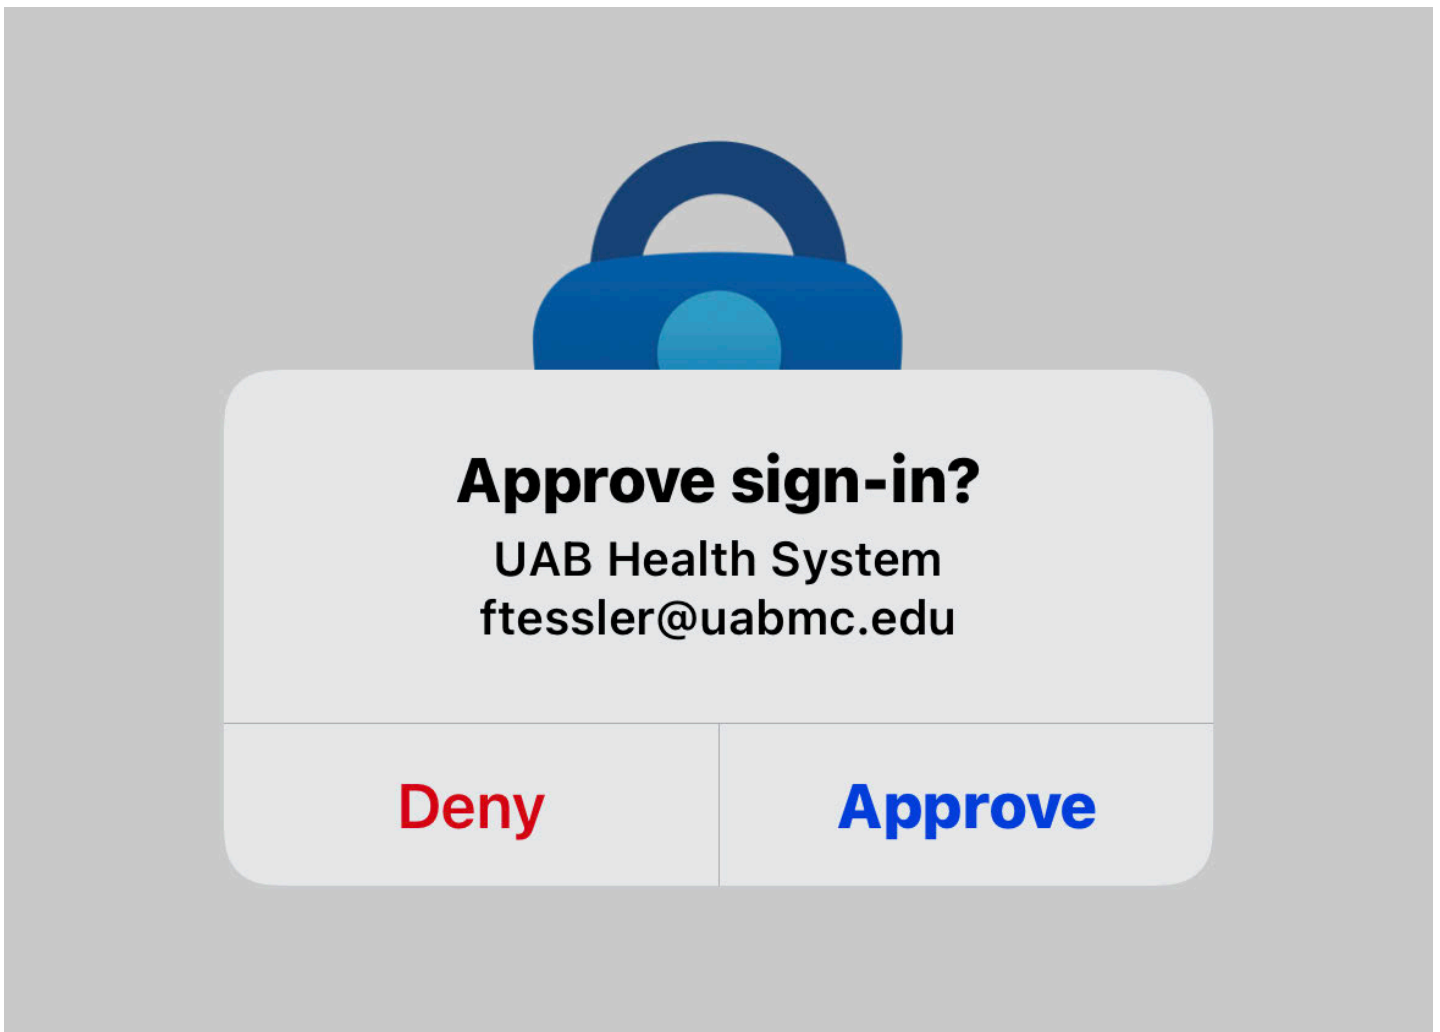 Approve sign-in?
UAB Health System
ftessler@uabmc.edu
Deny
Approve